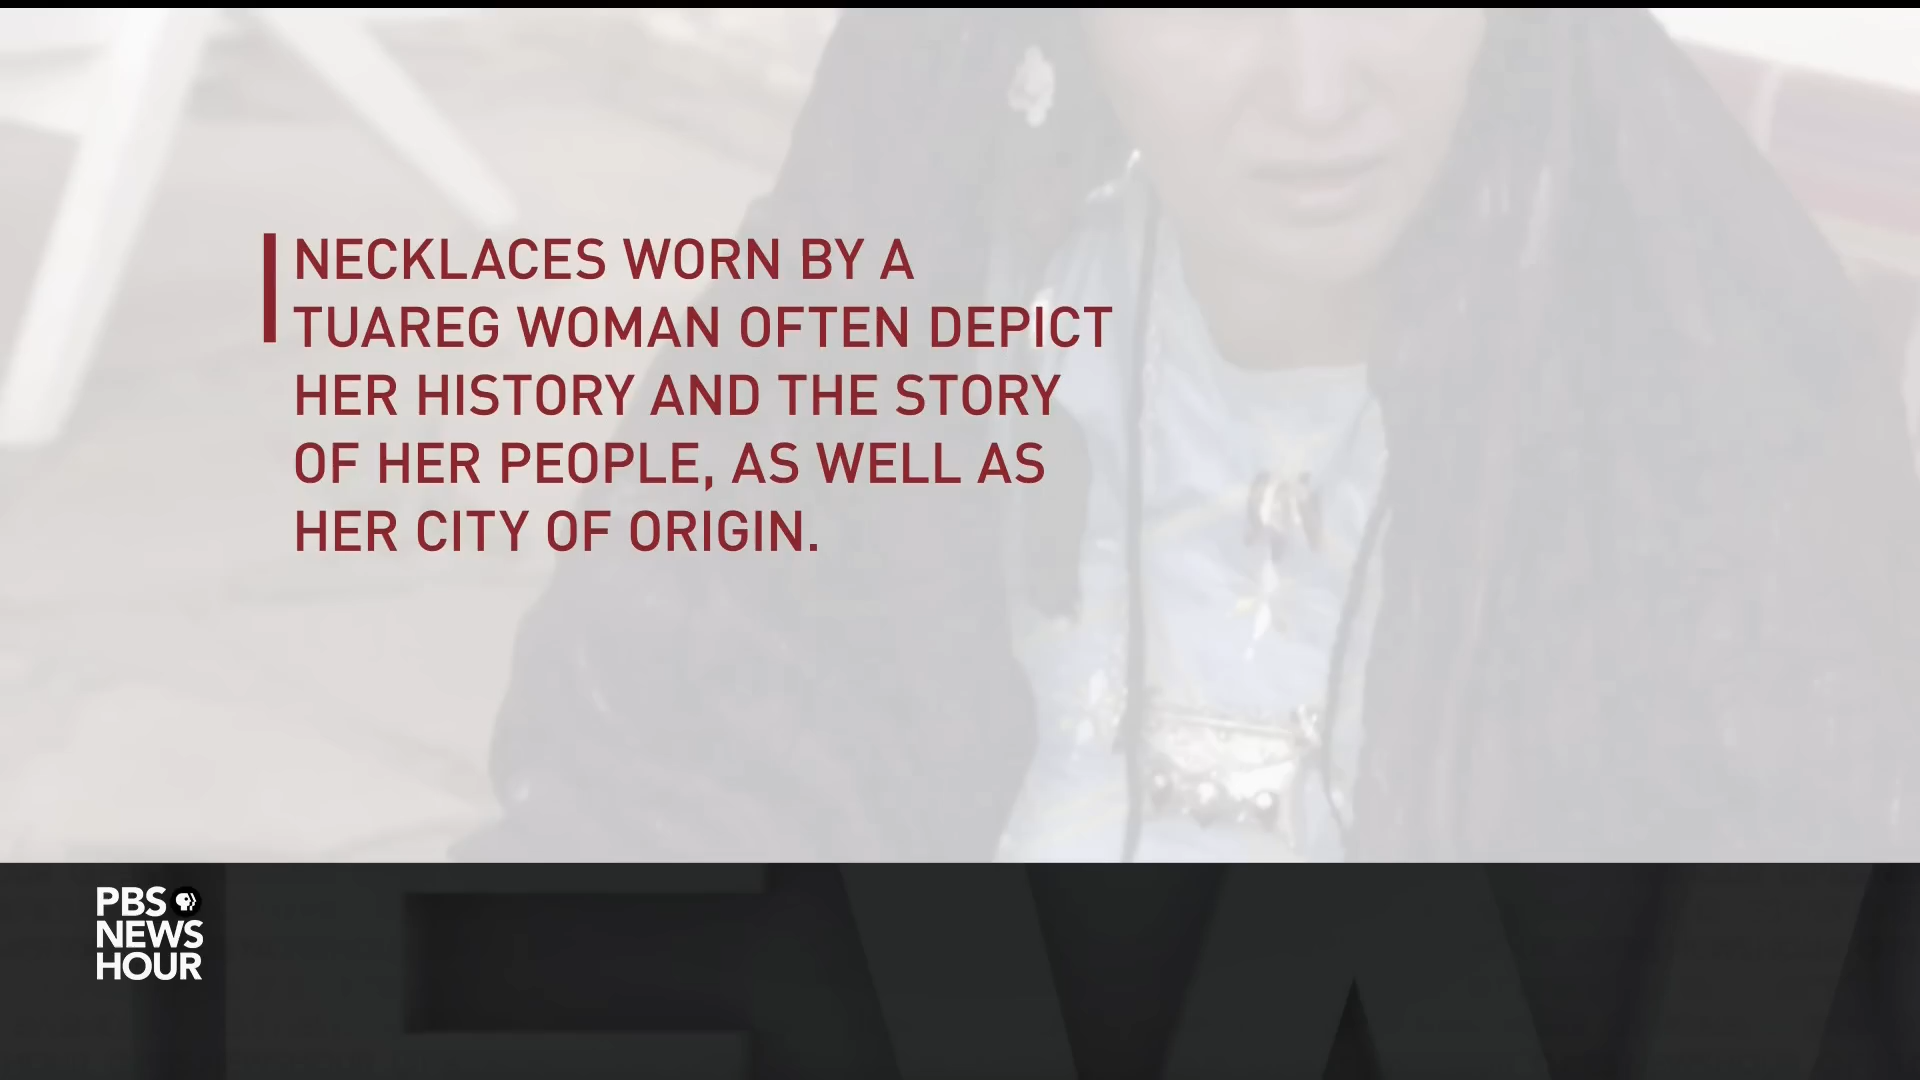 NECKLACES WORN BY A
TUAREG WOMAN OFTEN DEPICT
HER HISTORY AND THE STORY
OF HER PEOPLE, AS WELL AS
HER CITY OF ORIGIN.
PBS
NEWS
HOUR